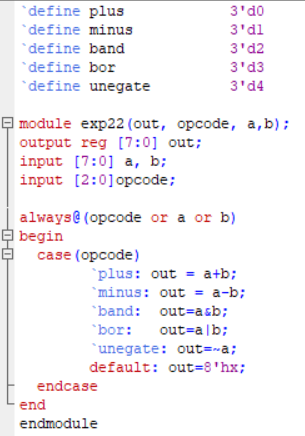 `define plus 3'd0
`define minus 3'd1
`define band 3'd2
`define bor 3'd3
`define unegate 3'd4
module exp22(out, opcode, a,b);
output reg [7:0] out;
input [7:0] a, b;
input [2:0]opcode;
always@(opcode or a or b)
begin
case(opcode)
`plus: out = a+b;
`minus: out = a-b;
`band: out=a&b;
`bor: out=a|b;
`unegate: out=~a;
default: out=8'hx;
endcase
end
endmodule